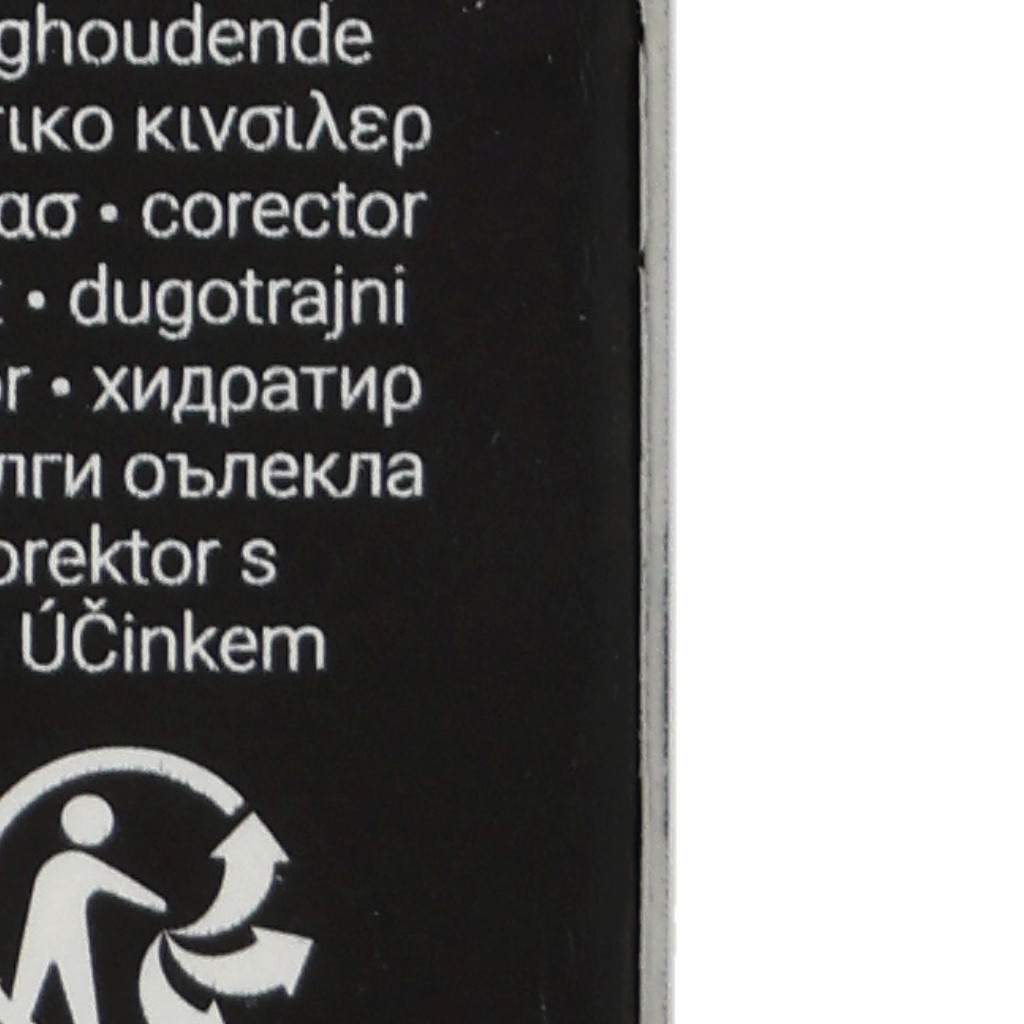 ghoudende
τικο κινσιλερ
ασ • corector
• dugotrajni
or • хидратир
лги оълекла
orektor s
ÚČinkem